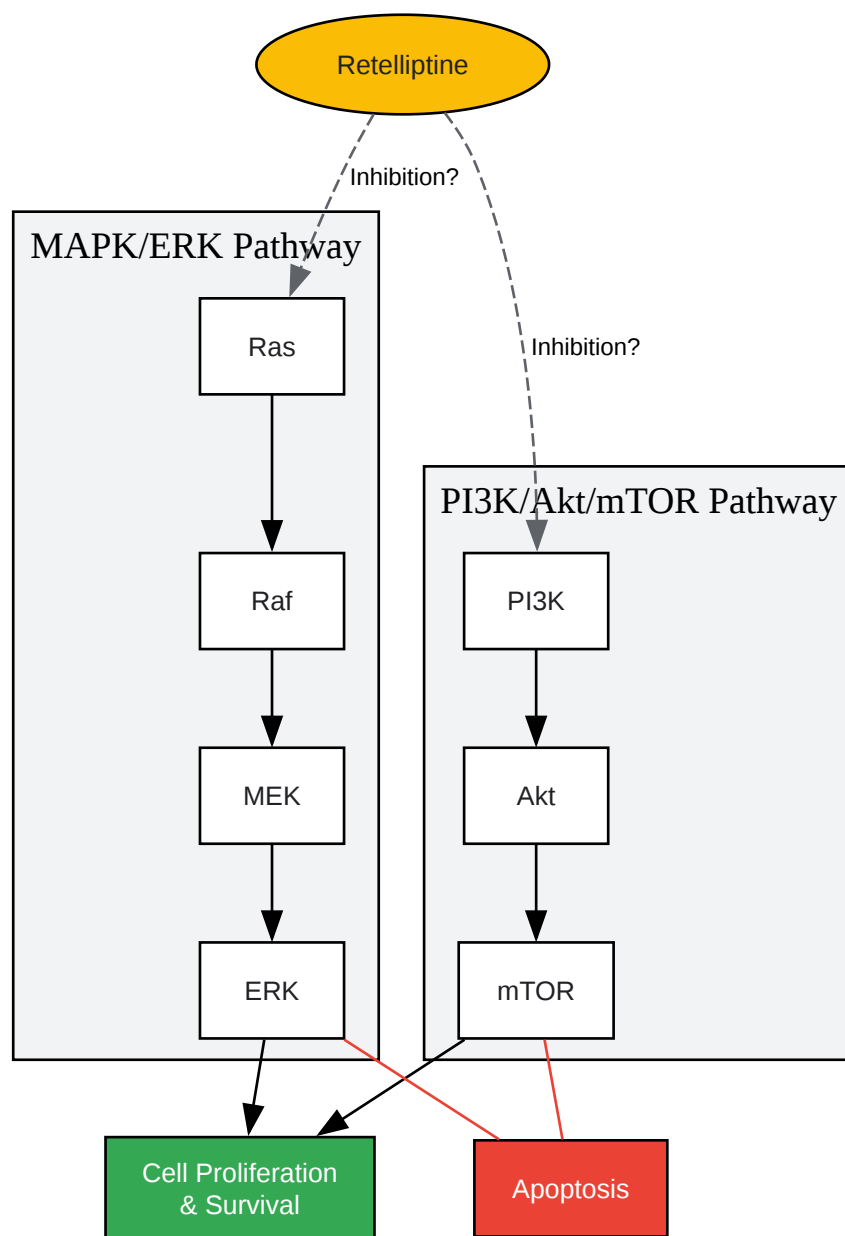 Retelliptine
Inhibition?
MAPK/ERK Pathway
Ras
Inhibition?
PI3K/Akt/mTOR Pathway
Raf
PI3K
MEK
Akt
ERK
mTOR
Cell Proliferation
& Survival
Apoptosis